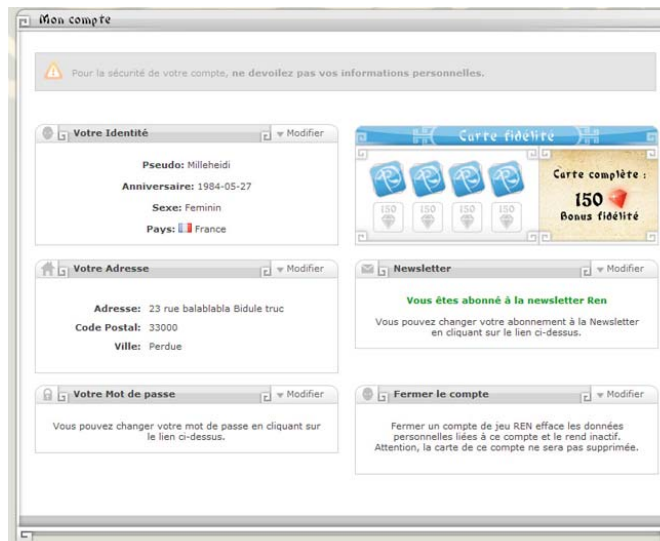 Mon compte
Pour la sécurité de votre compte, ne devoilez pas vos informations personnelles.
Votre Identité
Modifier
Pseudo: Milleheidi
Anniversaire: 1984-05-27
Sexe: Feminin
Pays: France
Carte fidélité
150 150 150 150
Carte complète :
150
Bonus fidélité
Votre Adresse
Modifier
Adresse: 23 rue balablabla Bidule truc
Code Postal: 33000
Ville: Perdue
Newsletter
Modifier
Vous êtes abonné à la newsletter Ren
Vous pouvez changer votre abonnement à la Newsletter
en cliquant sur le lien ci-dessus.
Votre Mot de passe
Modifier
Vous pouvez changer votre mot de passe en cliquant sur
le lien ci-dessus.
Fermer le compte
Modifier
Fermer un compte de jeu REN efface les données
personnelles liées à ce compte et le rend inactif.
Attention, la carte de ce compte ne sera pas supprimée.